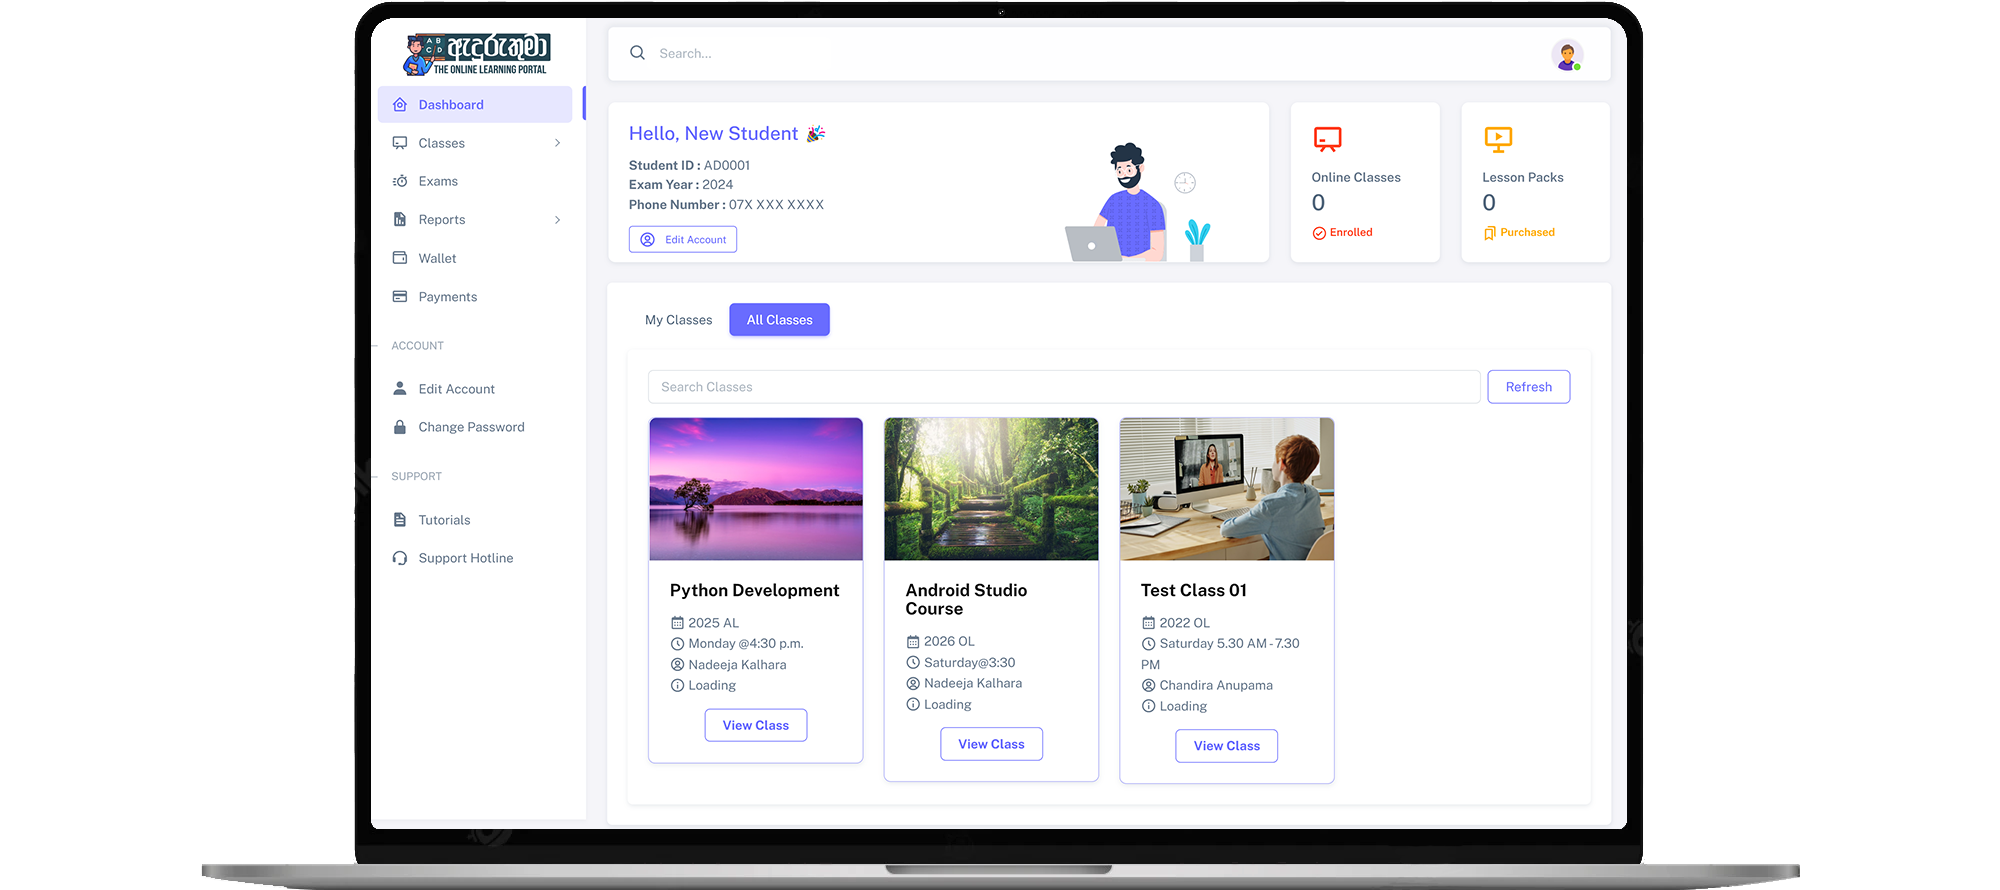 A B
C D
ඇදුරුතුමා
THE ONLINE LEARNING PORTAL
Dashboard
Classes
Exams
Reports
Wallet
Payments
ACCOUNT
Edit Account
Change Password
SUPPORT
Tutorials
Support Hotline
Search...
Hello, New Student 🎉
Student ID : AD0001
Exam Year : 2024
Phone Number : 07X XXX XXXX
Edit Account
Online Classes
0
Enrolled
Lesson Packs
0
Purchased
My Classes
All Classes
Search Classes
Refresh
Python Development
2025 AL
Monday @4:30 p.m.
Nadeeja Kalhara
Loading
View Class
Android Studio
Course
2026 OL
Saturday@3:30
Nadeeja Kalhara
Loading
View Class
Test Class 01
2022 OL
Saturday 5.30 AM - 7.30
PM
Chandira Anupama
Loading
View Class